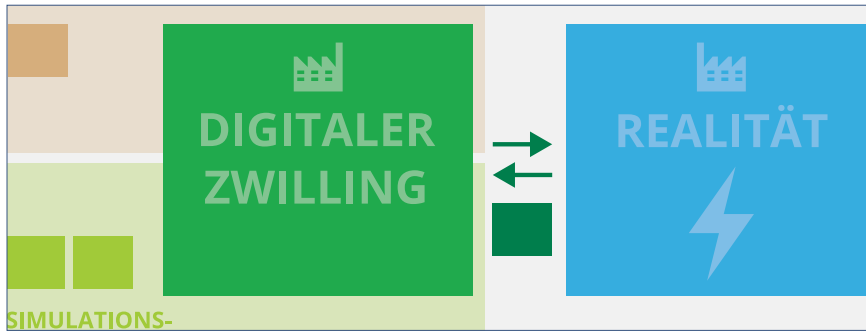 DIGITALER
ZWILLING
REALITÄT
SIMULATIONS-